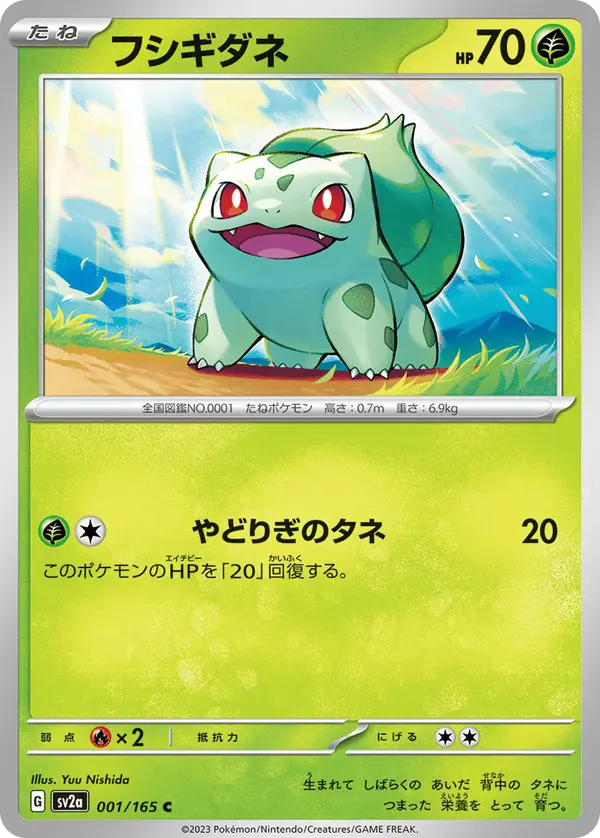 たね フシギダネ HP70
全国図鑑NO.0001 たねポケモン 高さ:0.7m 重さ:6.9kg
やどりぎのタネ 20
エイチピー かいふく
このポケモンのHPを「20」回復する。
弱点 ×2 抵抗力 にげる
Illus. Yuu Nishida
G sv2a 001/165 C
う せなか
生まれて しばらくの あいだ 背中の タネに
えいよう そだ
つまった 栄養を とって 育つ。
©2023 Pokémon/Nintendo/Creatures/GAME FREAK.